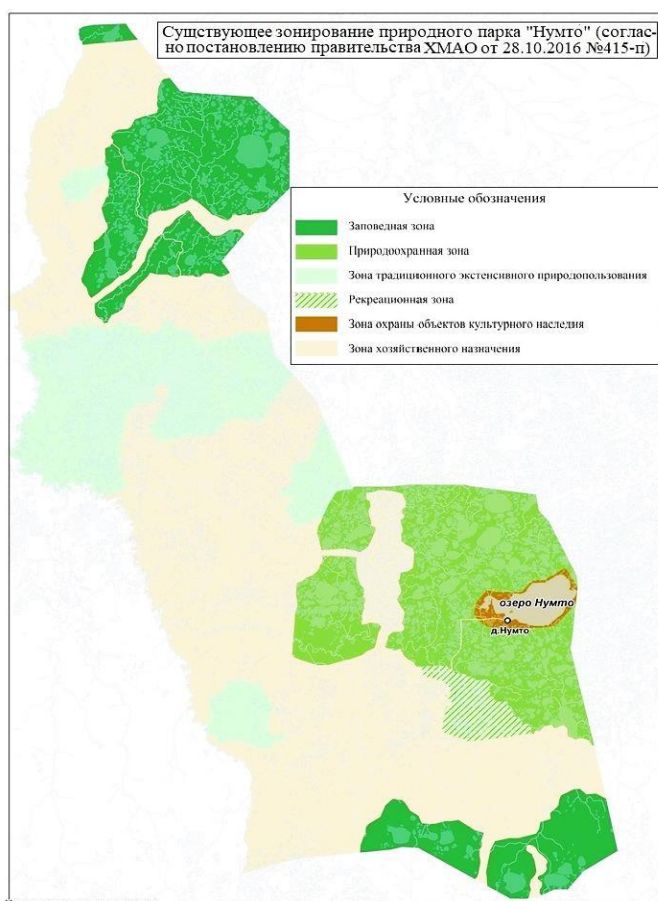 Сущствующее зонирование природного парка "Нумто" (соглас-
но постановлению правительства ХМАО от 28.10.2016 №415-п)
Условные обозначения
Заповедная зона
Природоохранная зона
Зона традиционного экстенсивного природопользования
Рекреационная зона
Зона охраны объектов культурного наследия
Зона хозяйственного назначения
озеро Нумто
д.Нумто